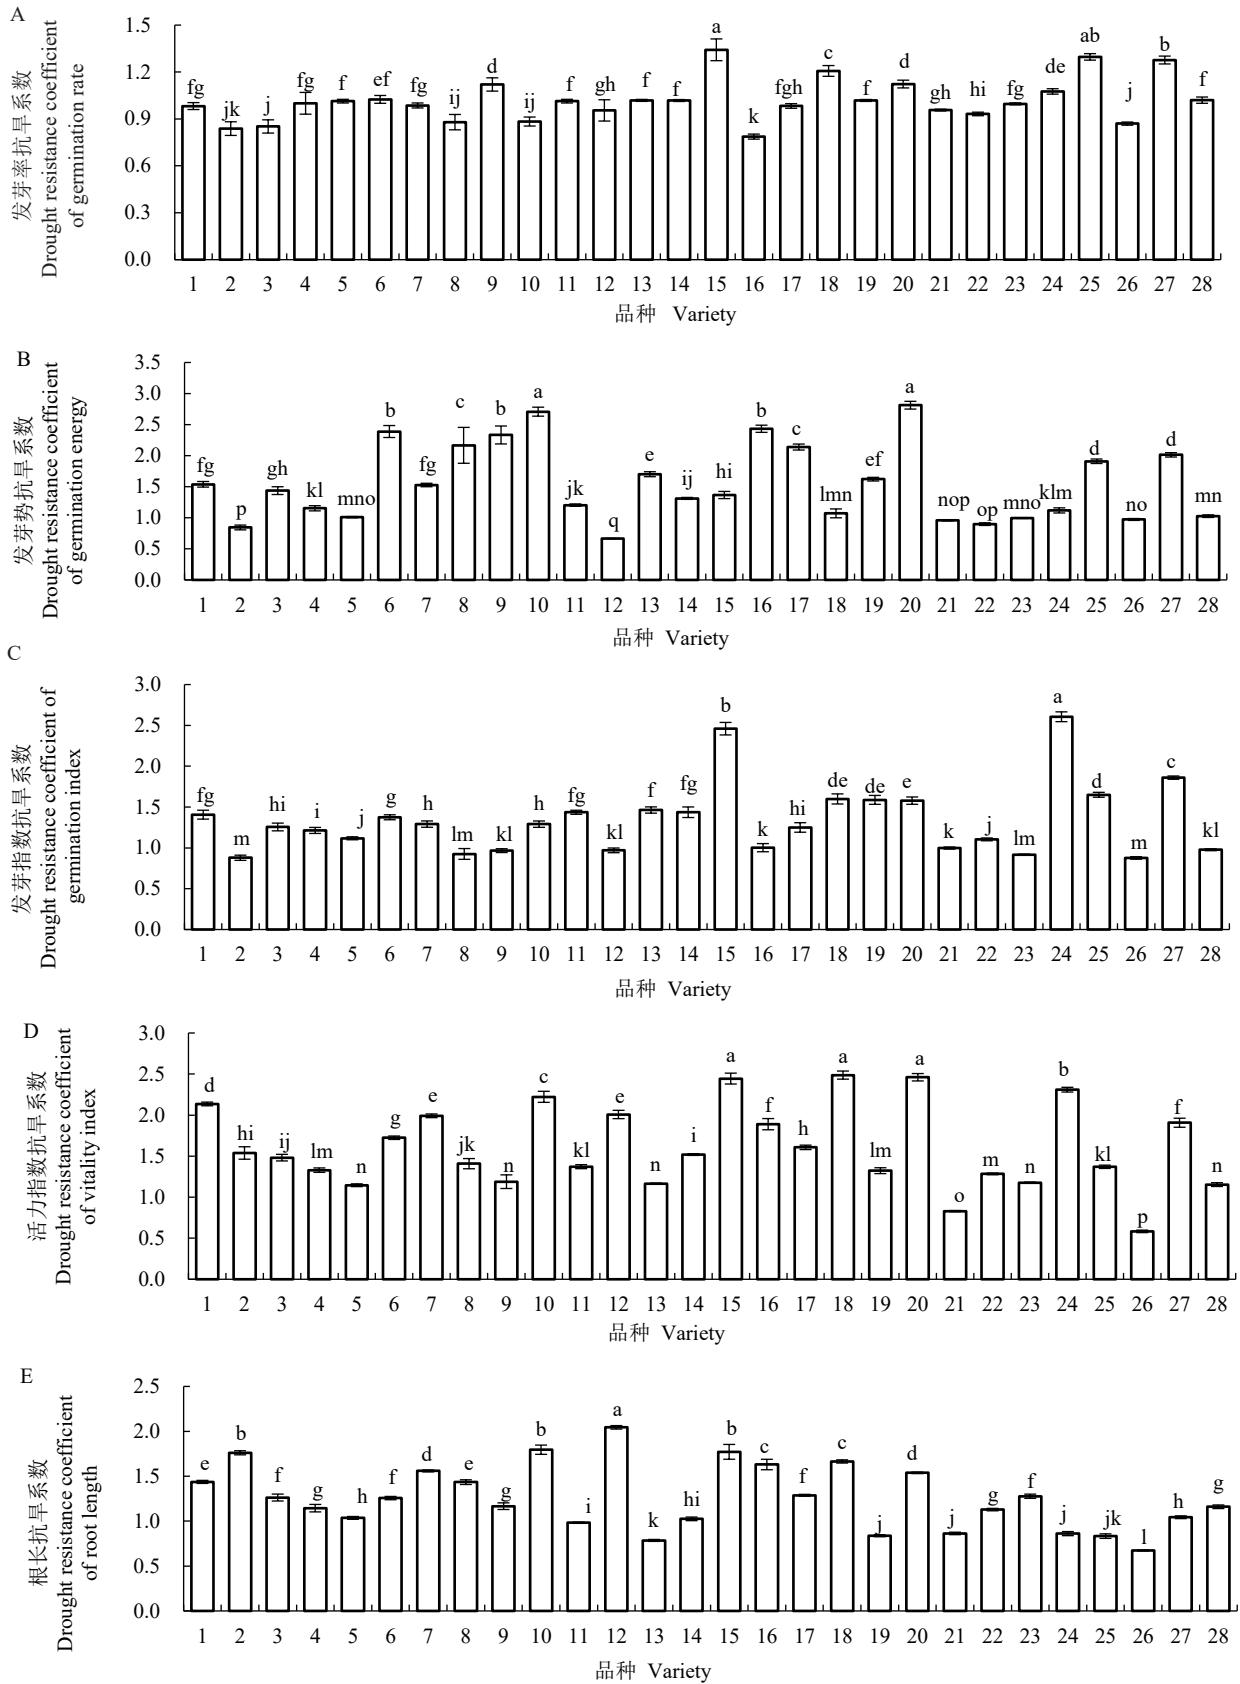 A
发芽率抗旱系数
Drought resistance coefficient
of germination rate
1.5
1.2
0.9
0.6
0.3
0.0
fg jk j fg f ef fg ij d ij f gh f f a k fgh c f d gh hi fg de ab j b f
1 2 3 4 5 6 7 8 9 10 11 12 13 14 15 16 17 18 19 20 21 22 23 24 25 26 27 28
品种 Variety
B
发芽势抗旱系数
Drought resistance coefficient
of germination energy
3.5
3.0
2.5
2.0
1.5
1.0
0.5
0.0
fg p gh kl mno b fg c b a jk q e ij hi b c lmn ef a nop op mno klm d no d mn
1 2 3 4 5 6 7 8 9 10 11 12 13 14 15 16 17 18 19 20 21 22 23 24 25 26 27 28
品种 Variety
C
发芽指数抗旱系数
Drought resistance coefficient of
germination index
3.0
2.5
2.0
1.5
1.0
0.5
0.0
fg m hi i j g h lm kl h fg kl f fg b k hi de de e k j lm a d m c kl
1 2 3 4 5 6 7 8 9 10 11 12 13 14 15 16 17 18 19 20 21 22 23 24 25 26 27 28
品种 Variety
D
活力指数抗旱系数
Drought resistance coefficient
of vitality index
3.0
2.5
2.0
1.5
1.0
0.5
0.0
d hi ij lm n g e jk n c kl e n i a f h a lm a o m n b kl p f n
1 2 3 4 5 6 7 8 9 10 11 12 13 14 15 16 17 18 19 20 21 22 23 24 25 26 27 28
品种 Variety
E
根长抗旱系数
Drought resistance coefficient
of root length
2.5
2.0
1.5
1.0
0.5
0.0
e b f g h f d e g b i a k hi b c f c j d j g f j jk l h g
1 2 3 4 5 6 7 8 9 10 11 12 13 14 15 16 17 18 19 20 21 22 23 24 25 26 27 28
品种 Variety